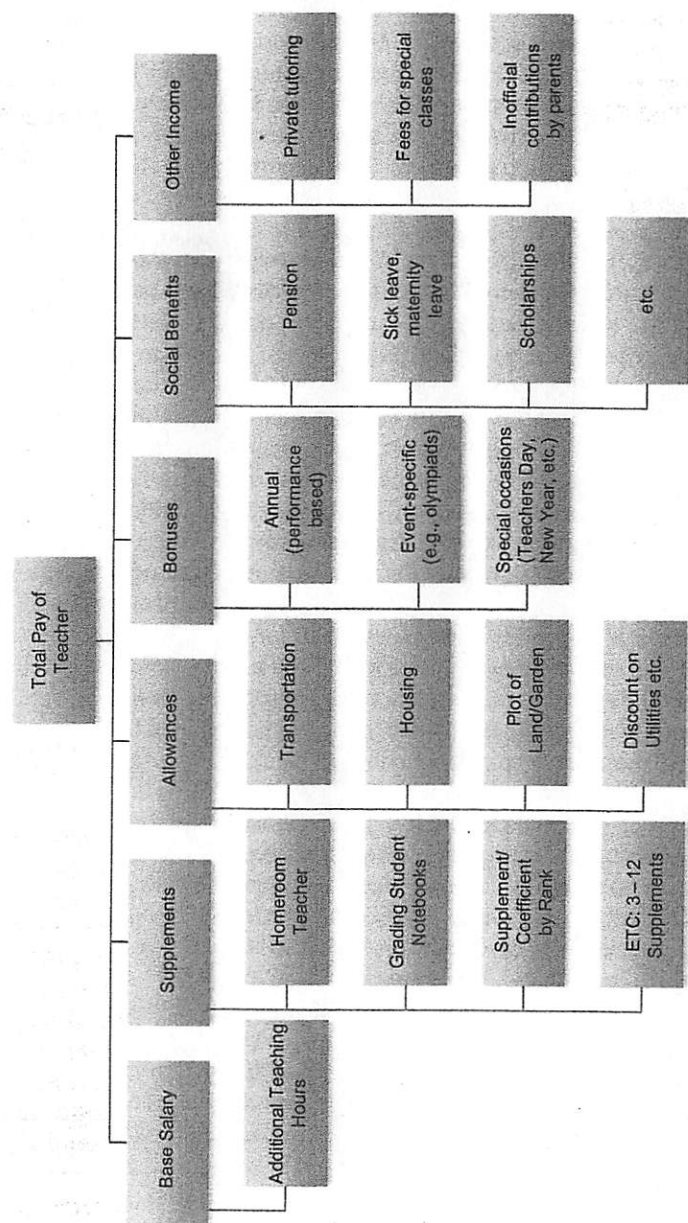 Total Pay of
Teacher
Base Salary
Additional Teaching
Hours
Supplements
Homeroom
Teacher
Grading Student
Notebooks
Supplement/
Coefficient
by Rank
ETC: 3–12
Supplements
Allowances
Transportation
Housing
Plot of
Land/Garden
Discount on
Utilities etc.
Bonuses
Annual
(performance
based)
Event-specific
(e.g., olympiads)
Special occasions
(Teachers Day,
New Year, etc.)
Social Benefits
Pension
Sick leave,
maternity
leave
Scholarships
etc.
Other Income
Private tutoring
Fees for special
classes
Inofficial
contributions
by parents